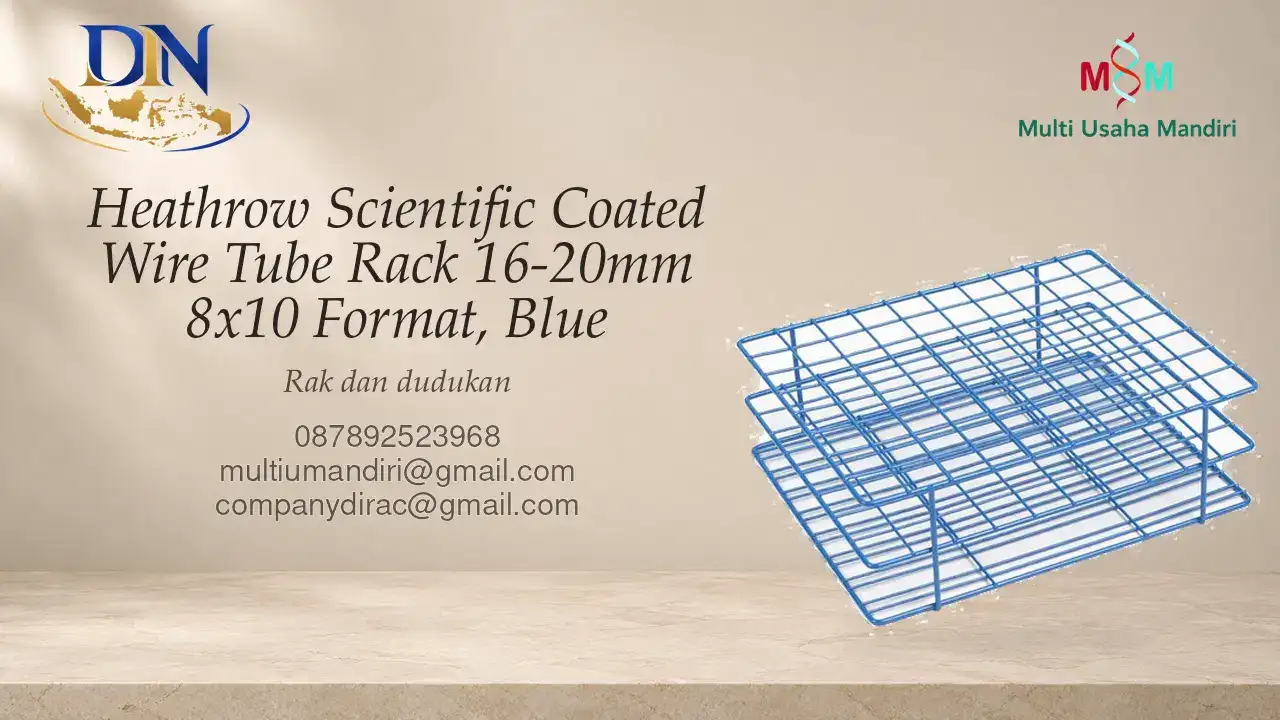 DIN
M M
Multi Usaha Mandiri
Heathrow Scientific Coated
Wire Tube Rack 16-20mm
8x10 Format, Blue
Rak dan dudukan
087892523968
multiumandiri@gmail.com
companydirac@gmail.com